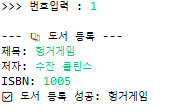 >>> 번호입력 : 1
--- 📚 도서 등록 ---
제목: 헝거게임
저자: 수잔 콜린스
ISBN: 1005
☑ 도서 등록 성공: 헝거게임